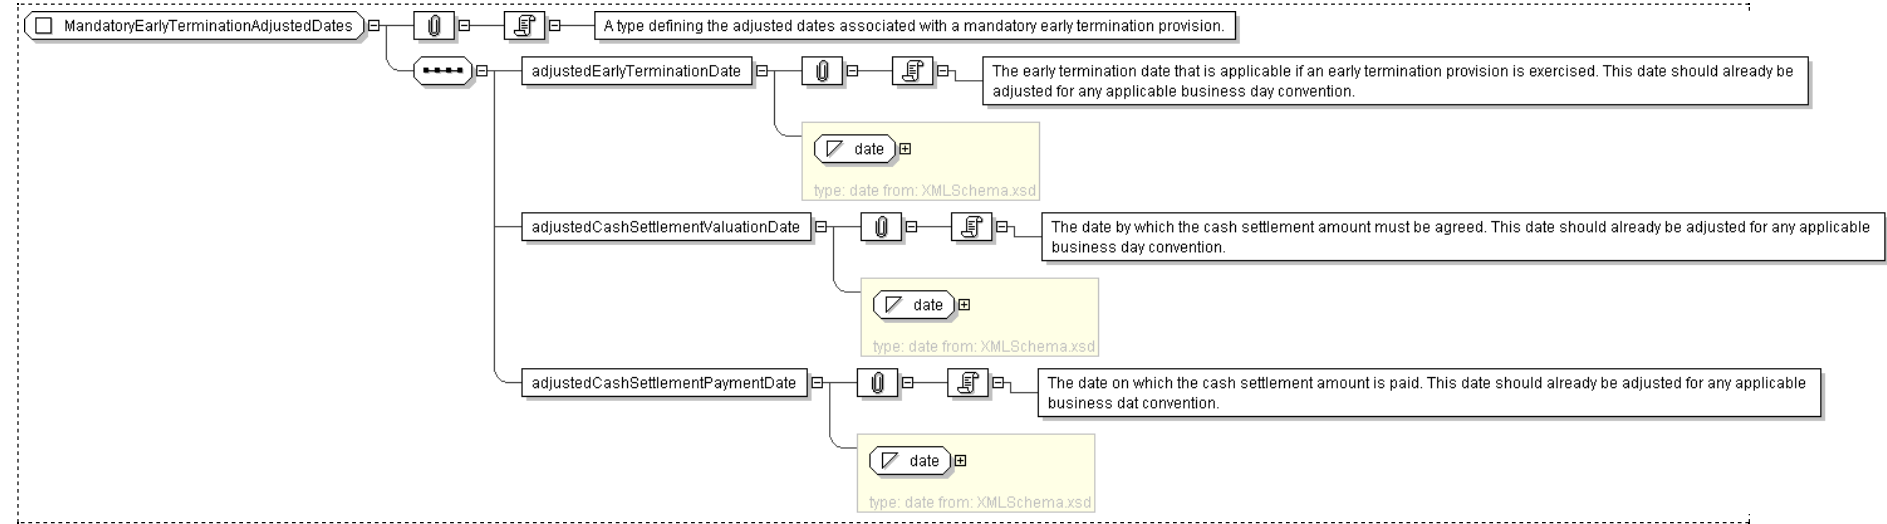 MandatoryEarlyTerminationAdjustedDates
A type defining the adjusted dates associated with a mandatory early termination provision.
adjustedEarlyTerminationDate
The early termination date that is applicable if an early termination provision is exercised. This date should already be
adjusted for any applicable business day convention.
date
type: date from: XMLSchema.xsd
adjustedCashSettlementValuationDate
The date by which the cash settlement amount must be agreed. This date should already be adjusted for any applicable
business day convention.
date
type: date from: XMLSchema.xsd
adjustedCashSettlementPaymentDate
The date on which the cash settlement amount is paid. This date should already be adjusted for any applicable
business dat convention.
date
type: date from: XMLSchema.xsd